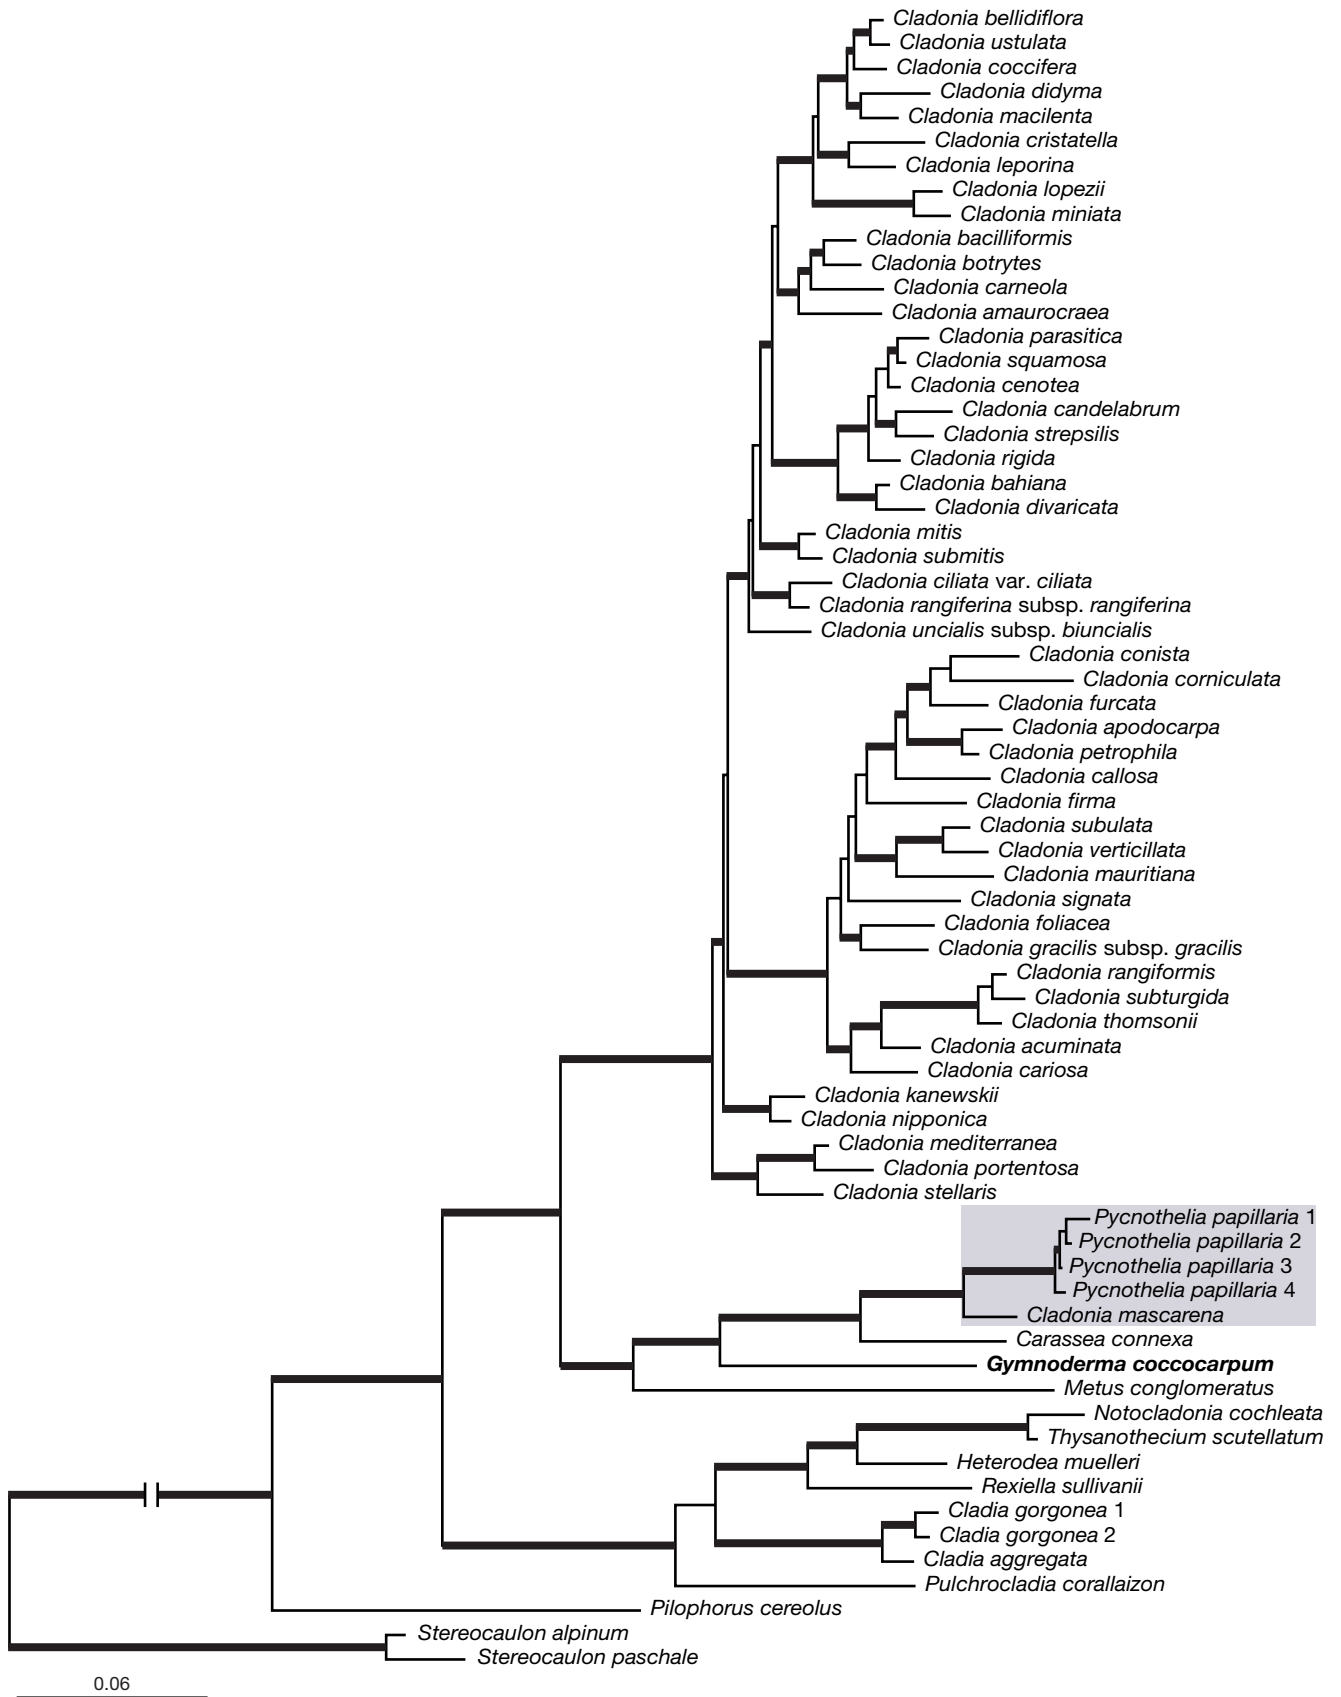 Cladonia bellidiflora
Cladonia ustulata
Cladonia coccifera
Cladonia didyma
Cladonia macilenta
Cladonia cristatella
Cladonia leporina
Cladonia lopezii
Cladonia miniata
Cladonia bacilliformis
Cladonia botrytes
Cladonia carneola
Cladonia amaurocraea
Cladonia parasitica
Cladonia squamosa
Cladonia cenotea
Cladonia candelabrum
Cladonia strepsilis
Cladonia rigida
Cladonia bahiana
Cladonia divaricata
Cladonia mitis
Cladonia submitis
Cladonia ciliata var. ciliata
Cladonia rangiferina subsp. rangiferina
Cladonia uncialis subsp. biuncialis
Cladonia conista
Cladonia corniculata
Cladonia furcata
Cladonia apodocarpa
Cladonia petrophila
Cladonia callosa
Cladonia firma
Cladonia subulata
Cladonia verticillata
Cladonia mauritiana
Cladonia signata
Cladonia foliacea
Cladonia gracilis subsp. gracilis
Cladonia rangiformis
Cladonia subturgida
Cladonia thomsonii
Cladonia acuminata
Cladonia cariosa
Cladonia kanewskii
Cladonia nipponica
Cladonia mediterranea
Cladonia portentosa
Cladonia stellaris
Pycnothelia papillaria 1
Pycnothelia papillaria 2
Pycnothelia papillaria 3
Pycnothelia papillaria 4
Cladonia mascarena
Carassea connexa
Gymnoderma coccocarpum
Metus conglomeratus
Notocladonia cochleata
Thysanothecium scutellatum
Heterodea muelleri
Rexiella sullivanii
Cladia gorgonea 1
Cladia gorgonea 2
Cladia aggregata
Pulchrocladia corallaizon
Pilophorus cereolus
Stereocaulon alpinum
Stereocaulon paschale
0.06